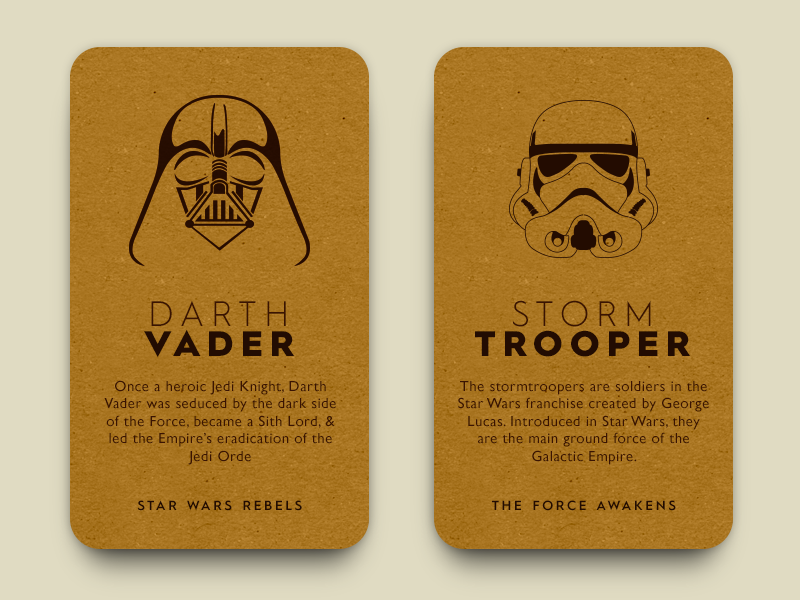 DARTH
VADER
Once a heroic Jedi Knight, Darth
Vader was seduced by the dark side
of the Force, became a Sith Lord, &
led the Empire's eradication of the
Jedi Orde
STAR WARS REBELS
STORM
TROOPER
The stormtroopers are soldiers in the
Star Wars franchise created by George
Lucas. Introduced in Star Wars, they
are the main ground force of the
Galactic Empire.
THE FORCE AWAKENS